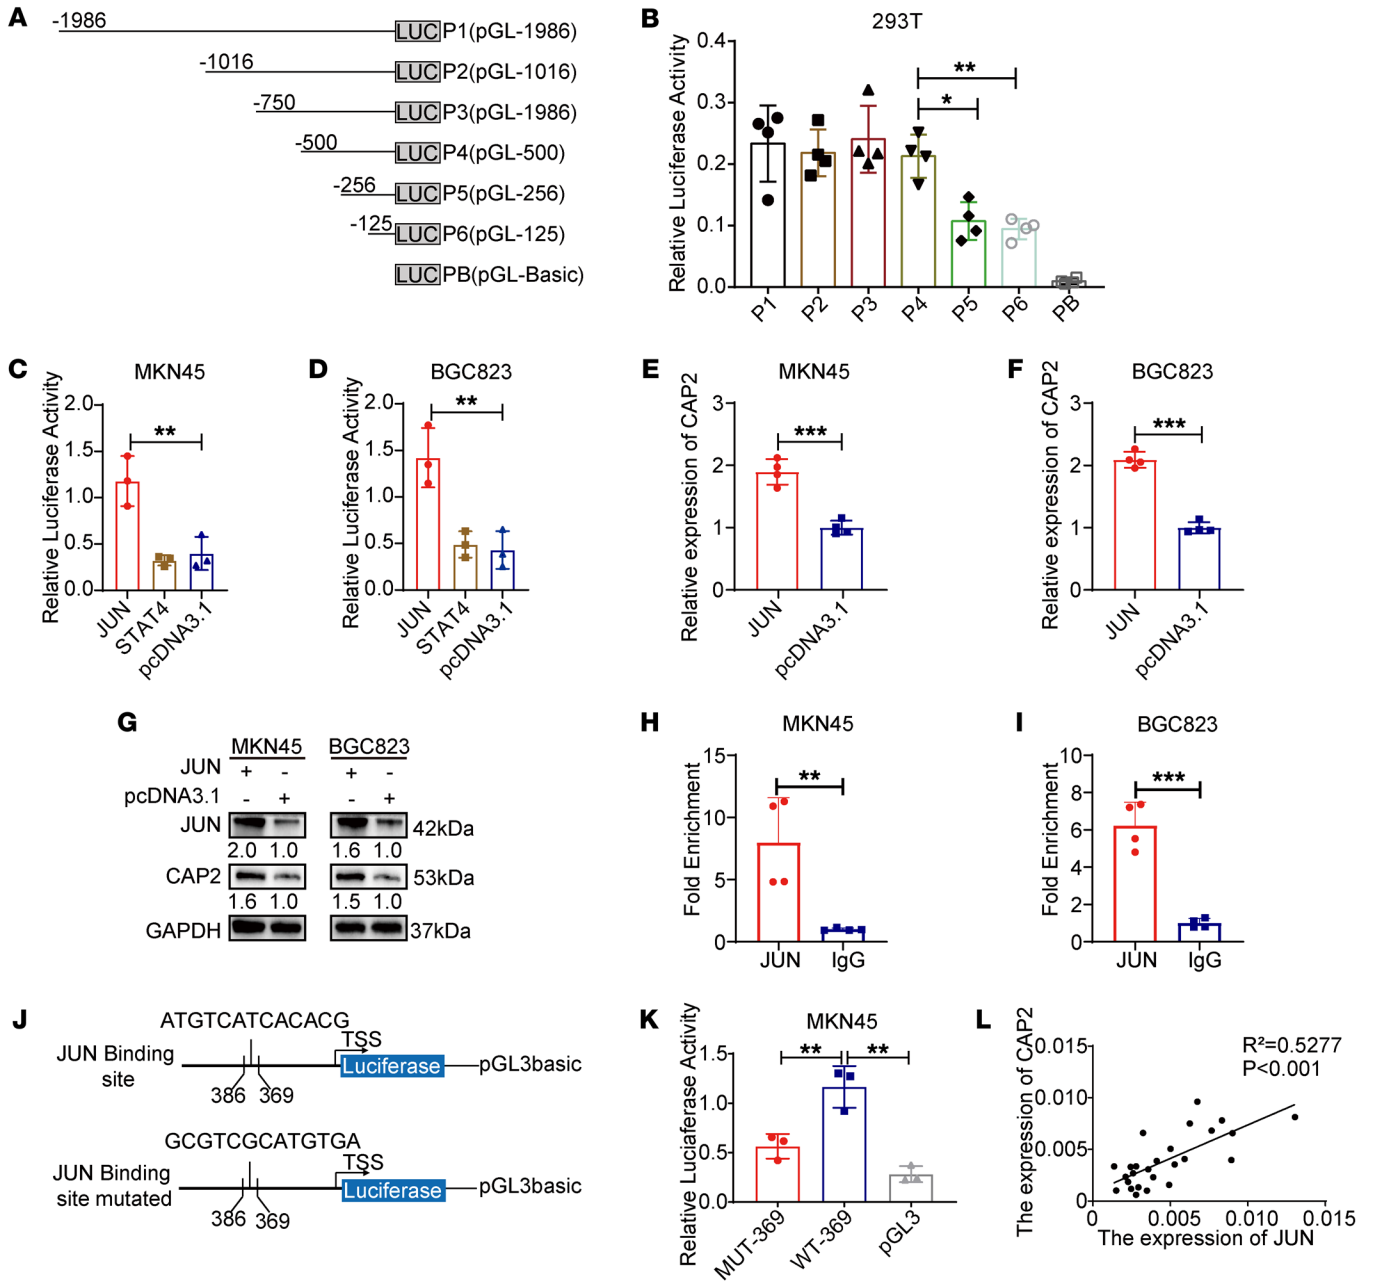 A
-1986
LUC P1(pGL-1986)
-1016
LUC P2(pGL-1016)
-750
LUC P3(pGL-1986)
-500
LUC P4(pGL-500)
-256
LUC P5(pGL-256)
-125
LUC P6(pGL-125)
LUC PB(pGL-Basic)
B
293T
Relative Luciferase Activity
0.4
0.3
0.2
0.1
0.0
**
*
P1 P2 P3 P4 P5 P6 PB
C
MKN45
Relative Luciferase Activity
2.0
1.5
1.0
0.5
0.0
**
JUN STAT4 pcDNA3.1
D
BGC823
Relative Luciferase Activity
2.0
1.5
1.0
0.5
0.0
**
JUN STAT4 pcDNA3.1
E
MKN45
Relative expression of CAP2
3
2
1
0
***
JUN pcDNA3.1
F
BGC823
Relative expression of CAP2
3
2
1
0
***
JUN pcDNA3.1
G
MKN45 BGC823
JUN + - + -
pcDNA3.1 - + - +
JUN 42kDa
2.0 1.0 1.6 1.0
CAP2 53kDa
1.6 1.0 1.5 1.0
GAPDH 37kDa
H
MKN45
Fold Enrichment
15
10
5
0
**
JUN IgG
I
BGC823
Fold Enrichment
10
8
6
4
2
0
***
JUN IgG
J
ATGTCATCACACG
JUN Binding
site
TSS
Luciferase
pGL3basic
386 369
GCGTCGCATGTGA
JUN Binding
site mutated
TSS
Luciferase
pGL3basic
386 369
K
MKN45
Relative Luciaferase Activity
1.5
1.0
0.5
0.0
** **
MUT-369 WT-369 pGL3
L
The expression of CAP2
0.015
0.010
0.005
0
R²=0.5277
P<0.001
0 0.005 0.010 0.015
The expression of JUN